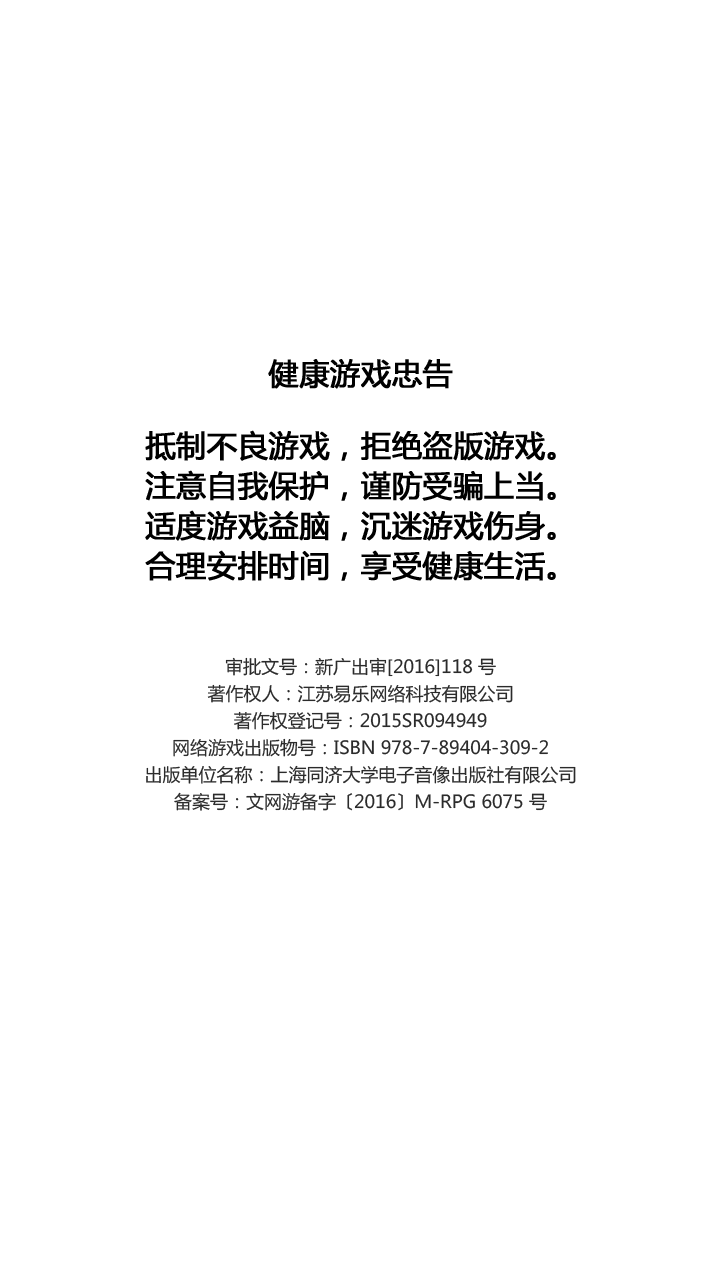 健康游戏忠告
抵制不良游戏，拒绝盗版游戏。
注意自我保护，谨防受骗上当。
适度游戏益脑，沉迷游戏伤身。
合理安排时间，享受健康生活。
审批文号：新广出审[2016]118 号
著作权人：江苏易乐网络科技有限公司
著作权登记号：2015SR094949
网络游戏出版物号：ISBN 978-7-89404-309-2
出版单位名称：上海同济大学电子音像出版社有限公司
备案号：文网游备字〔2016〕M-RPG 6075 号